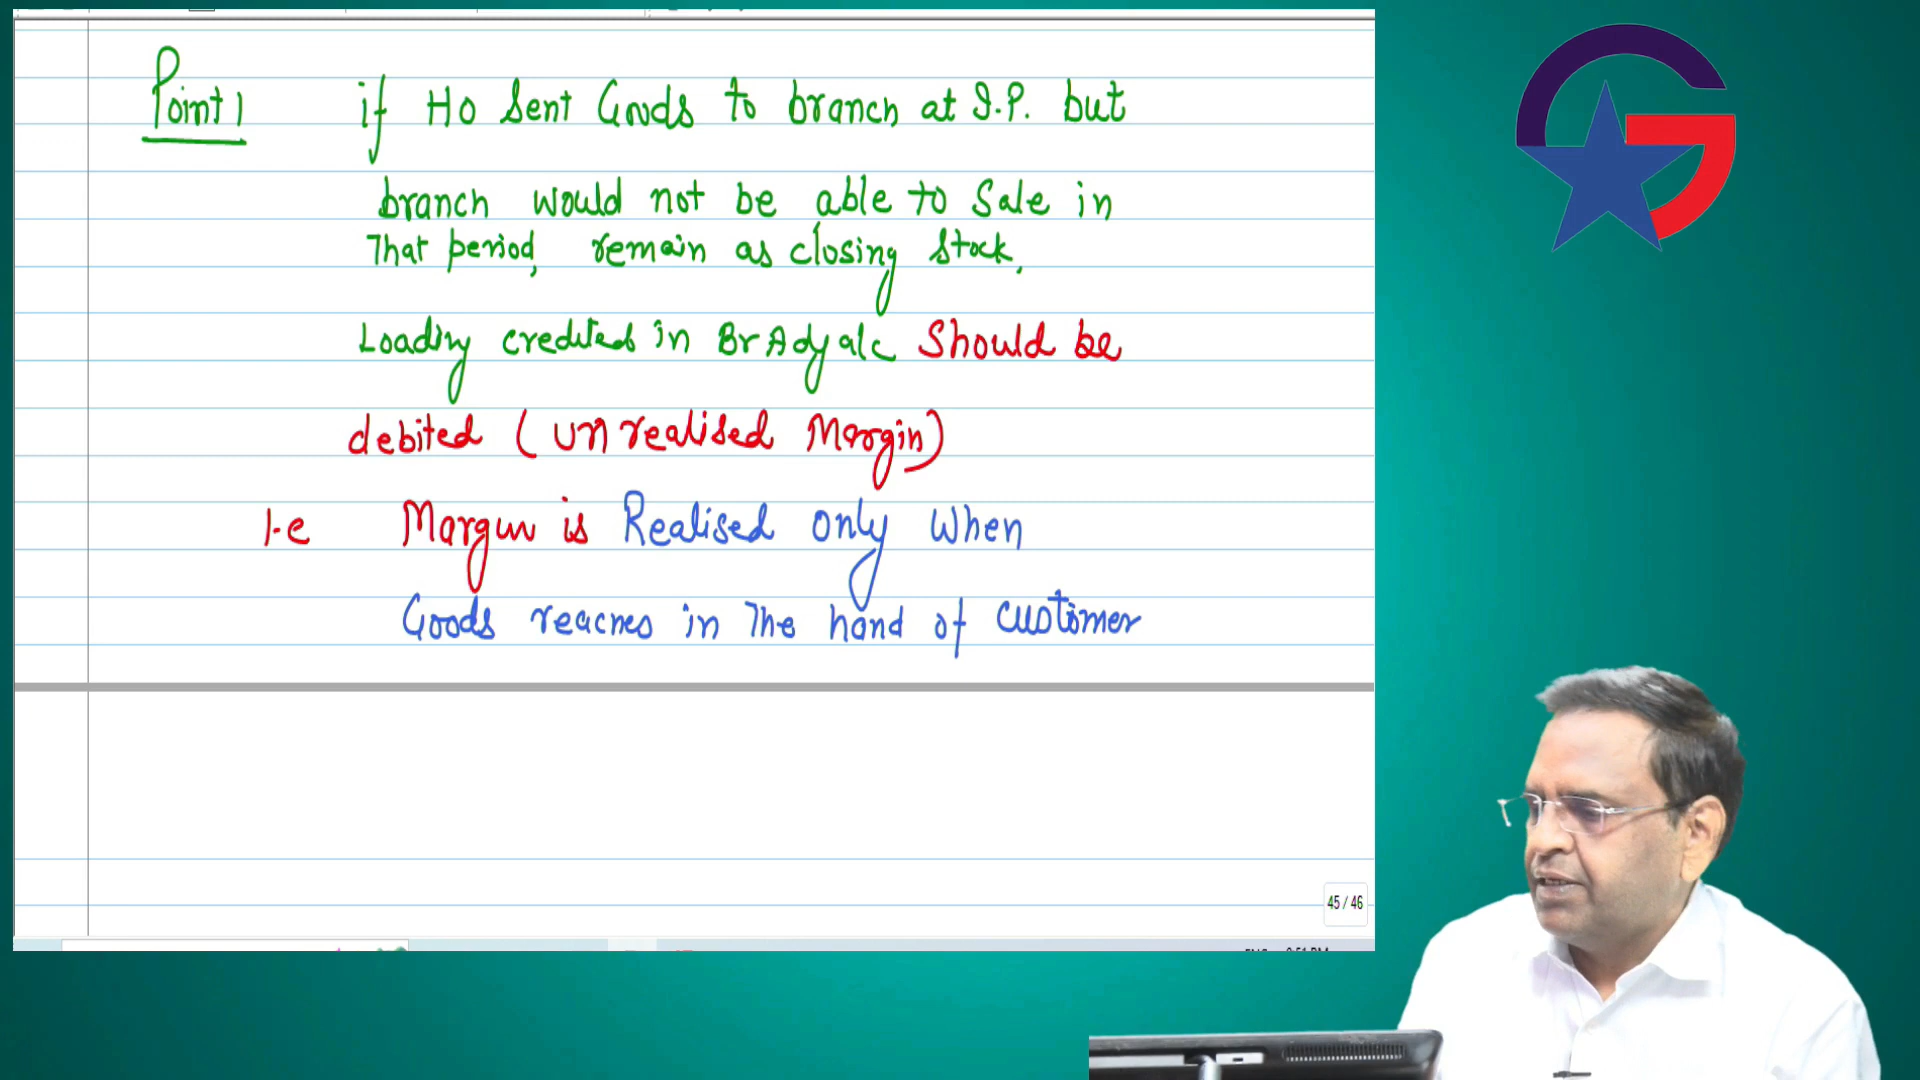 Point 1 if HO Sent Goods to branch at I.P. but
branch would not be able to Sale in
That period, remain as closing Stock,
Loading credited in Br Adj a/c Should be
debited (unrealised Margin)
I.e Margin is Realised Only When
Goods reaches in The hand of customer
45 / 46